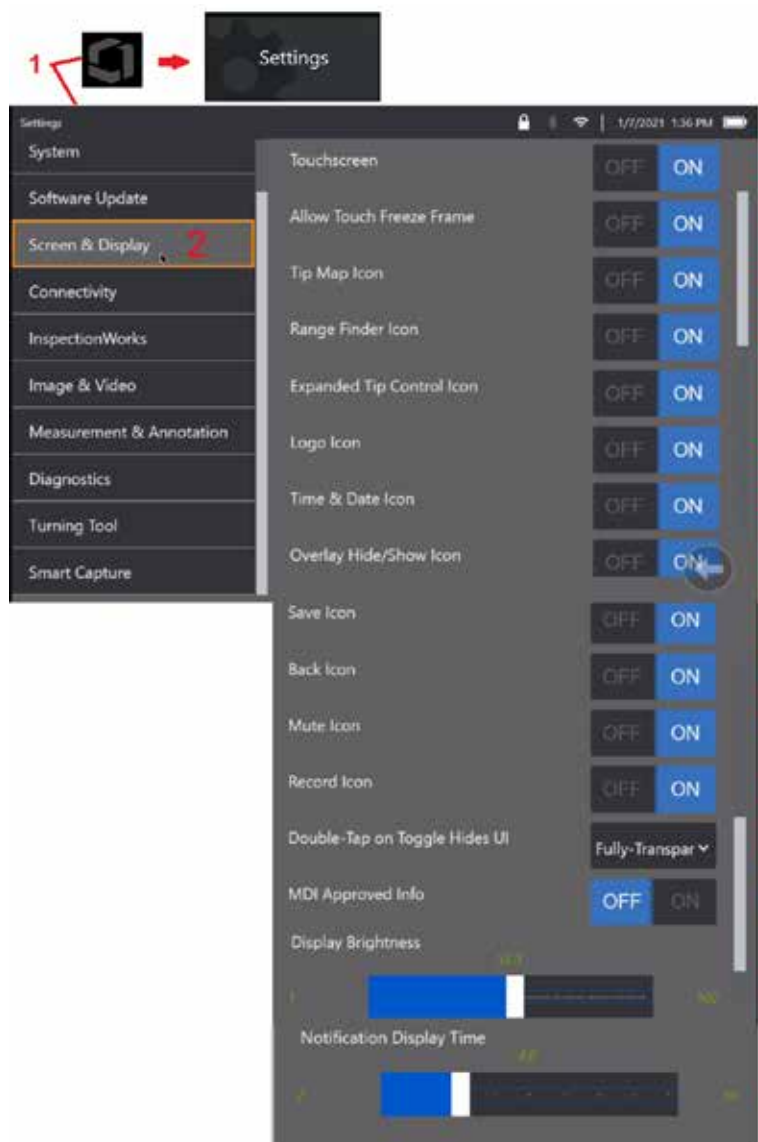 1
Settings
Settings
1/7/2021 1:36 PM
System
Software Update
Screen & Display 2
Connectivity
InspectionWorks
Image & Video
Measurement & Annotation
Diagnostics
Turning Tool
Smart Capture
Touchscreen OFF ON
Allow Touch Freeze Frame OFF ON
Tip Map Icon OFF ON
Range Finder Icon OFF ON
Expanded Tip Control Icon OFF ON
Logo Icon OFF ON
Time & Date Icon OFF ON
Overlay Hide/Show Icon OFF ON
Save Icon OFF ON
Back Icon OFF ON
Mute Icon OFF ON
Record Icon OFF ON
Double-Tap on Toggle Hides UI Fully-Transpar
MDI Approved Info OFF ON
Display Brightness
1 100
Notification Display Time
4.0
2